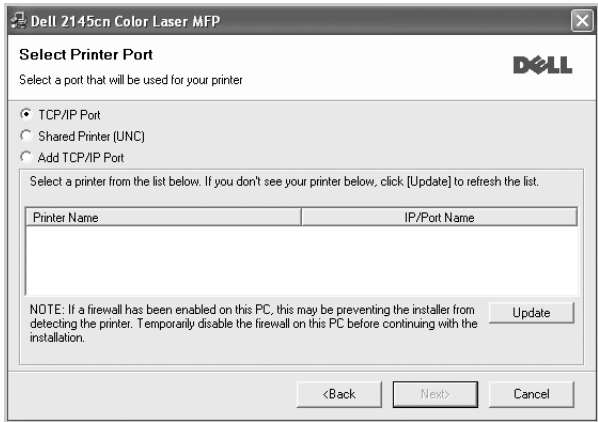 Dell 2145cn Color Laser MFP
Select Printer Port
Select a port that will be used for your printer
DELL
TCP/IP Port
Shared Printer (UNC)
Add TCP/IP Port
Select a printer from the list below. If you don't see your printer below, click [Update] to refresh the list.
Printer Name IP/Port Name
NOTE: If a firewall has been enabled on this PC, this may be preventing the installer from
detecting the printer. Temporarily disable the firewall on this PC before continuing with the
installation.
Update
<Back Next> Cancel